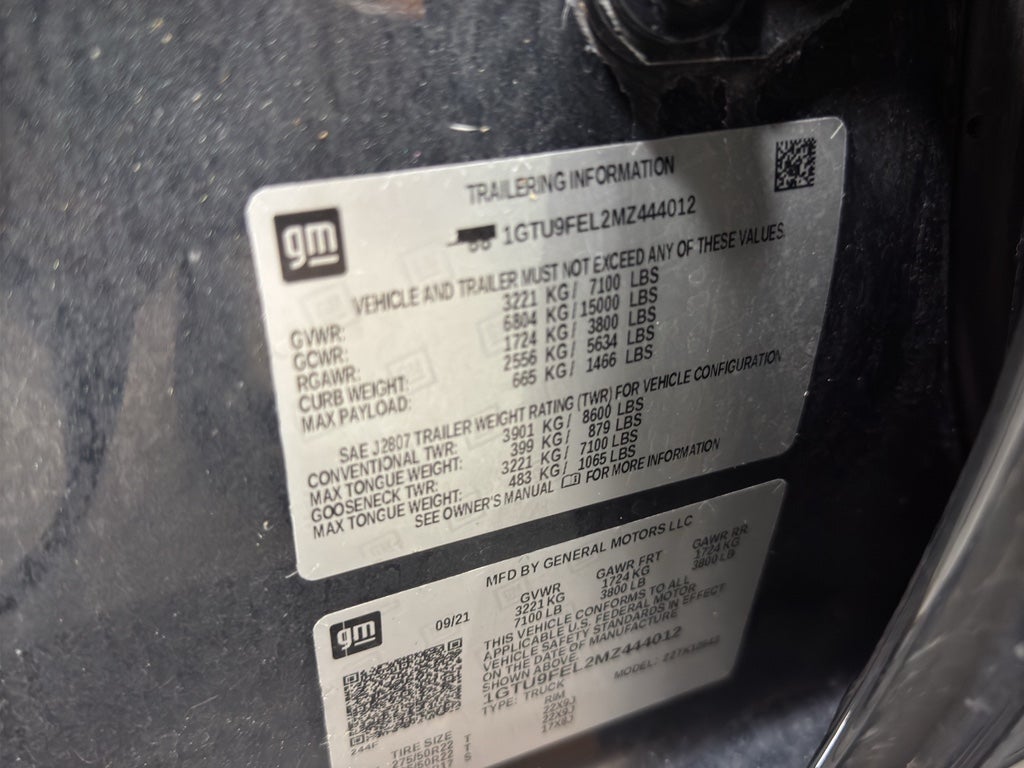 TRAILERING INFORMATION
gm
1GTU9FEL2MZ444012
VEHICLE AND TRAILER MUST NOT EXCEED ANY OF THESE VALUES
GVWR: 3221 KG / 7100 LBS
GCWR: 6804 KG / 15000 LBS
RGAWR: 1724 KG / 3800 LBS
CURB WEIGHT: 2556 KG / 5634 LBS
MAX PAYLOAD: 665 KG / 1466 LBS
SAE J2807 TRAILER WEIGHT RATING (TWR) FOR VEHICLE CONFIGURATION
CONVENTIONAL TWR: 3901 KG / 8600 LBS
MAX TONGUE WEIGHT: 399 KG / 879 LBS
GOOSENECK TWR: 3221 KG / 7100 LBS
MAX TONGUE WEIGHT: 483 KG / 1065 LBS
SEE OWNER'S MANUAL FOR MORE INFORMATION
MFD BY GENERAL MOTORS LLC
gm
09/21
GVWR GAWR FRT GAWR RR
3221 KG 1724 KG 1724 KG
7100 LB 3800 LB 3800 LB
THIS VEHICLE CONFORMS TO ALL
APPLICABLE U.S. FEDERAL MOTOR
VEHICLE SAFETY STANDARDS IN EFFECT
ON THE DATE OF MANUFACTURE
SHOWN ABOVE.
1GTU9FEL2MZ444012
TYPE: TRUCK MODEL:
244F
TIRE SIZE RIM
275/50R22 22X9J
22X9J
17X8J